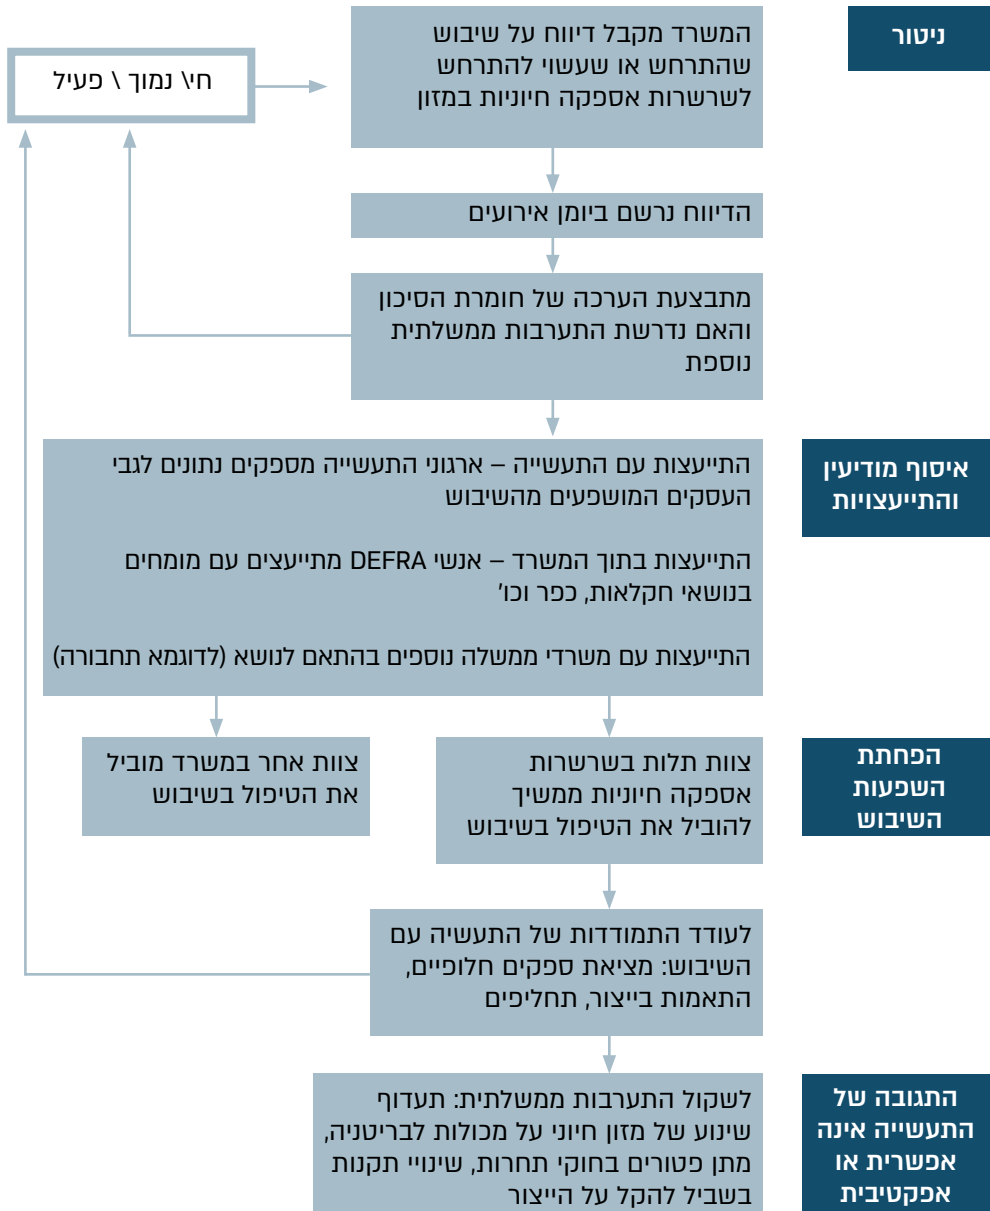 ניטור
המשרד מקבל דיווח על שיבוש
שהתרחש או שעשוי להתרחש
לשרשרות אספקה חיוניות במזון
חי\ נמוך \ פעיל
הדיווח נרשם ביומן אירועים
מתבצעת הערכה של חומרת הסיכון
והאם נדרשת התערבות ממשלתית
נוספת
איסוף מודיעין
והתייעצויות
התייעצות עם התעשייה – ארגוני התעשייה מספקים נתונים לגבי
העסקים המושפעים מהשיבוש
התייעצות בתוך המשרד – אנשי DEFRA מתייעצים עם מומחים
בנושאי חקלאות, כפר וכו'
התייעצות עם משרדי ממשלה נוספים בהתאם לנושא (לדוגמא תחבורה)
הפחתת
השפעות
השיבוש
צוות תלות בשרשרות
אספקה חיוניות ממשיך
להוביל את הטיפול בשיבוש
צוות אחר במשרד מוביל
את הטיפול בשיבוש
לעודד התמודדות של התעשיה עם
השיבוש: מציאת ספקים חלופיים,
התאמות בייצור, תחליפים
התגובה של
התעשייה אינה
אפשרית או
אפקטיבית
לשקול התערבות ממשלתית: תעדוף
שינוע של מזון חיוני על מכולות לבריטניה,
מתן פטורים בחוקי תחרות, שינויי תקנות
בשביל להקל על הייצור